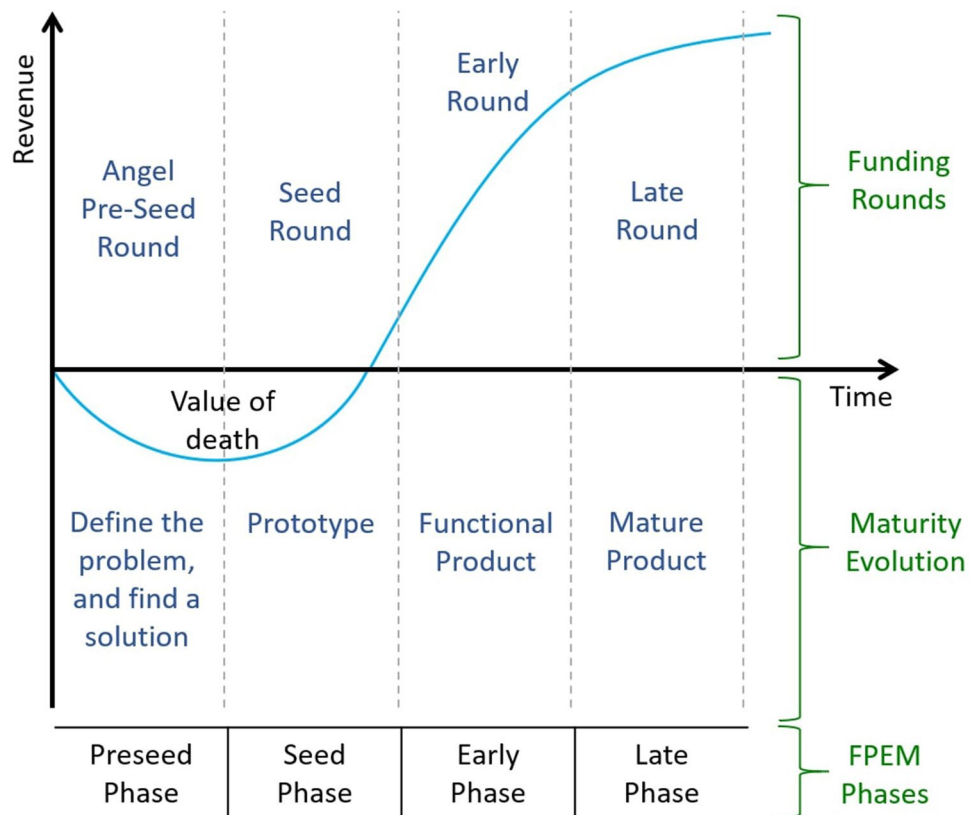 Revenue
Early
Round
Angel
Pre-Seed
Round
Seed
Round
Late
Round
Funding
Rounds
Time
Value of
death
Define the
problem,
and find a
solution
Prototype
Functional
Product
Mature
Product
Maturity
Evolution
Preseed
Phase
Seed
Phase
Early
Phase
Late
Phase
FPEM
Phases